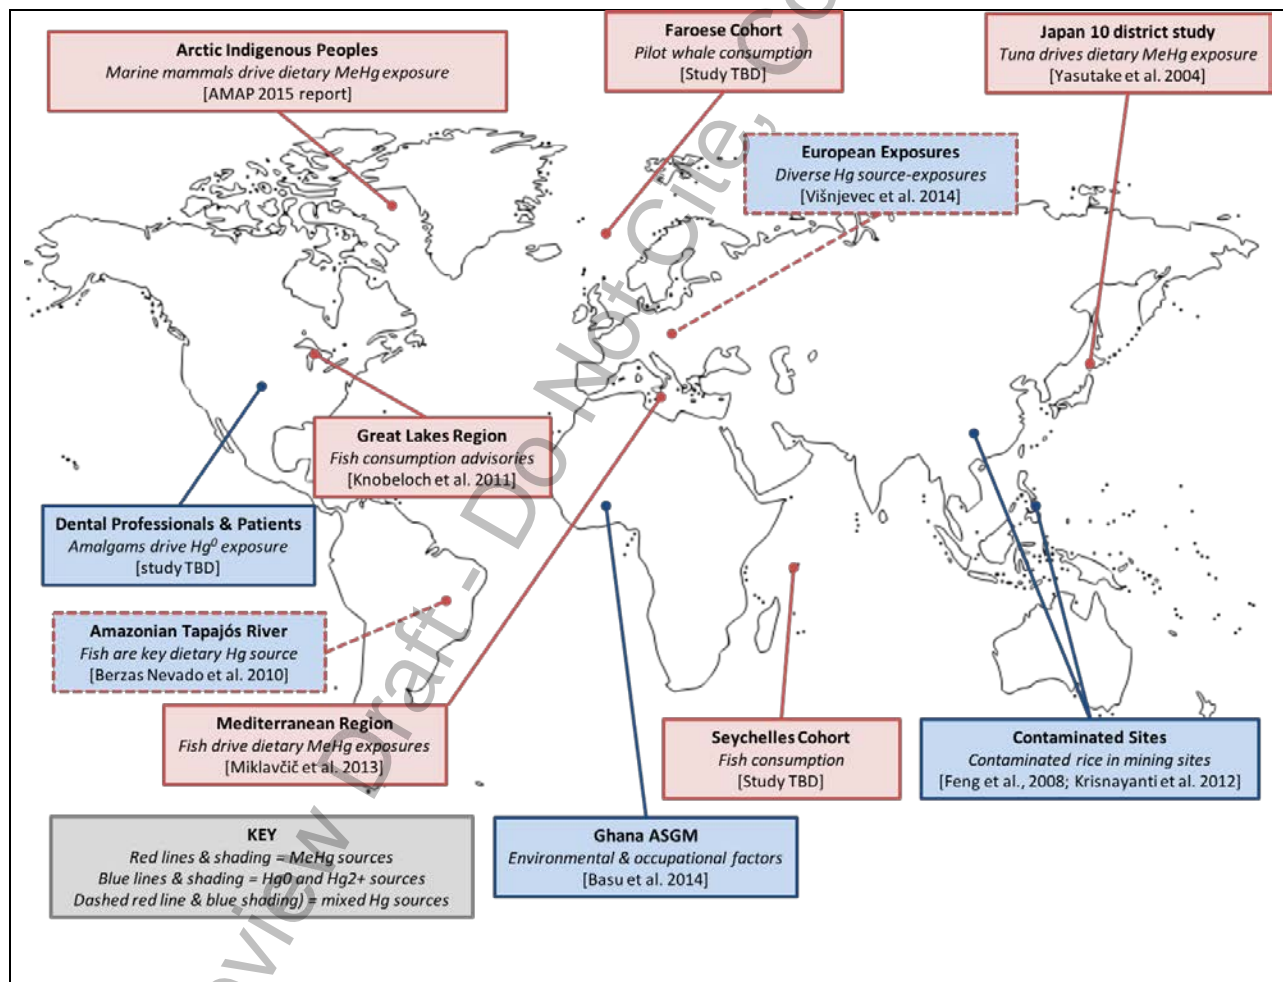 Arctic Indigenous Peoples
Marine mammals drive dietary MeHg exposure
[AMAP 2015 report]
Faroese Cohort
Pilot whale consumption
[Study TBD]
Japan 10 district study
Tuna drives dietary MeHg exposure
[Yasutake et al. 2004]
European Exposures
Diverse Hg source-exposures
[Višnjevec et al. 2014]
Great Lakes Region
Fish consumption advisories
[Knobeloch et al. 2011]
Dental Professionals & Patients
Amalgams drive Hg⁰ exposure
[study TBD]
Amazonian Tapajós River
Fish are key dietary Hg source
[Berzas Nevado et al. 2010]
Mediterranean Region
Fish drive dietary MeHg exposures
[Miklavčič et al. 2013]
Seychelles Cohort
Fish consumption
[Study TBD]
Contaminated Sites
Contaminated rice in mining sites
[Feng et al., 2008; Krisnayanti et al. 2012]
Ghana ASGM
Environmental & occupational factors
[Basu et al. 2014]
KEY
Red lines & shading = MeHg sources
Blue lines & shading = Hg0 and Hg2+ sources
Dashed red line & blue shading) = mixed Hg sources
eview Draft - Do Not Cite, Co